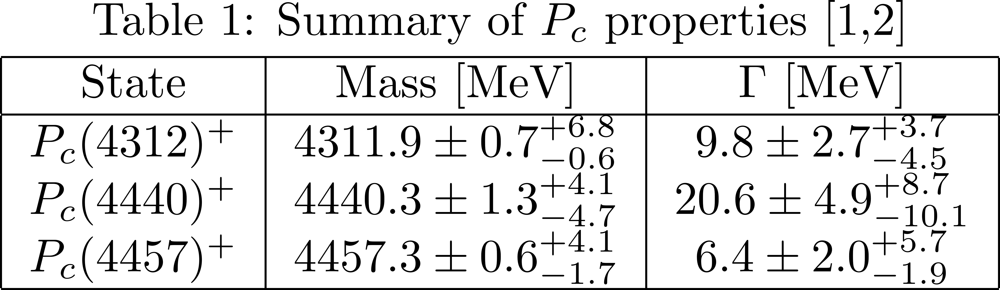 Table 1: Summary of P_c properties [1,2]
State Mass [MeV] Γ [MeV]
P_c(4312)^+ 4311.9 ± 0.7^{+6.8}_{−0.6} 9.8 ± 2.7^{+3.7}_{−4.5}
P_c(4440)^+ 4440.3 ± 1.3^{+4.1}_{−4.7} 20.6 ± 4.9^{+8.7}_{−10.1}
P_c(4457)^+ 4457.3 ± 0.6^{+4.1}_{−1.7} 6.4 ± 2.0^{+5.7}_{−1.9}